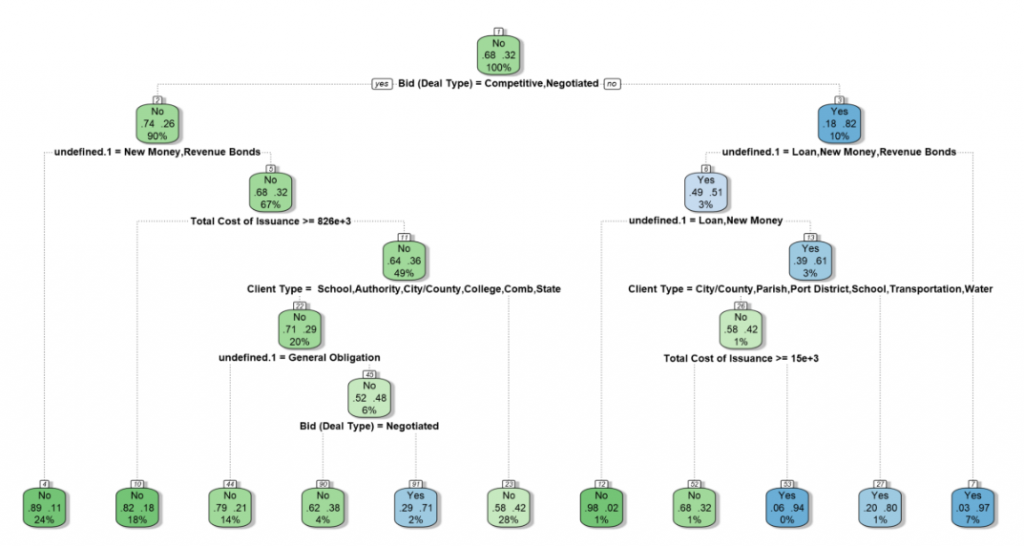 1
No
.68 .32
100%
yes Bid (Deal Type) = Competitive,Negotiated no
2
No
.74 .26
90%
3
Yes
.18 .82
10%
undefined.1 = New Money,Revenue Bonds
undefined.1 = Loan,New Money,Revenue Bonds
5
No
.68 .32
67%
6
Yes
.49 .51
3%
Total Cost of Issuance >= 826e+3
undefined.1 = Loan,New Money
11
No
.64 .36
49%
13
Yes
.39 .61
3%
Client Type = School,Authority,City/County,College,Comb,State
Client Type = City/County,Parish,Port District,School,Transportation,Water
22
No
.71 .29
20%
26
No
.58 .42
1%
undefined.1 = General Obligation
Total Cost of Issuance >= 15e+3
45
No
.52 .48
6%
Bid (Deal Type) = Negotiated
4
No
.89 .11
24%
10
No
.82 .18
18%
44
No
.79 .21
14%
90
No
.62 .38
4%
91
Yes
.29 .71
2%
23
No
.58 .42
28%
12
No
.98 .02
1%
52
No
.68 .32
1%
53
Yes
.06 .94
0%
27
Yes
.20 .80
1%
7
Yes
.03 .97
7%